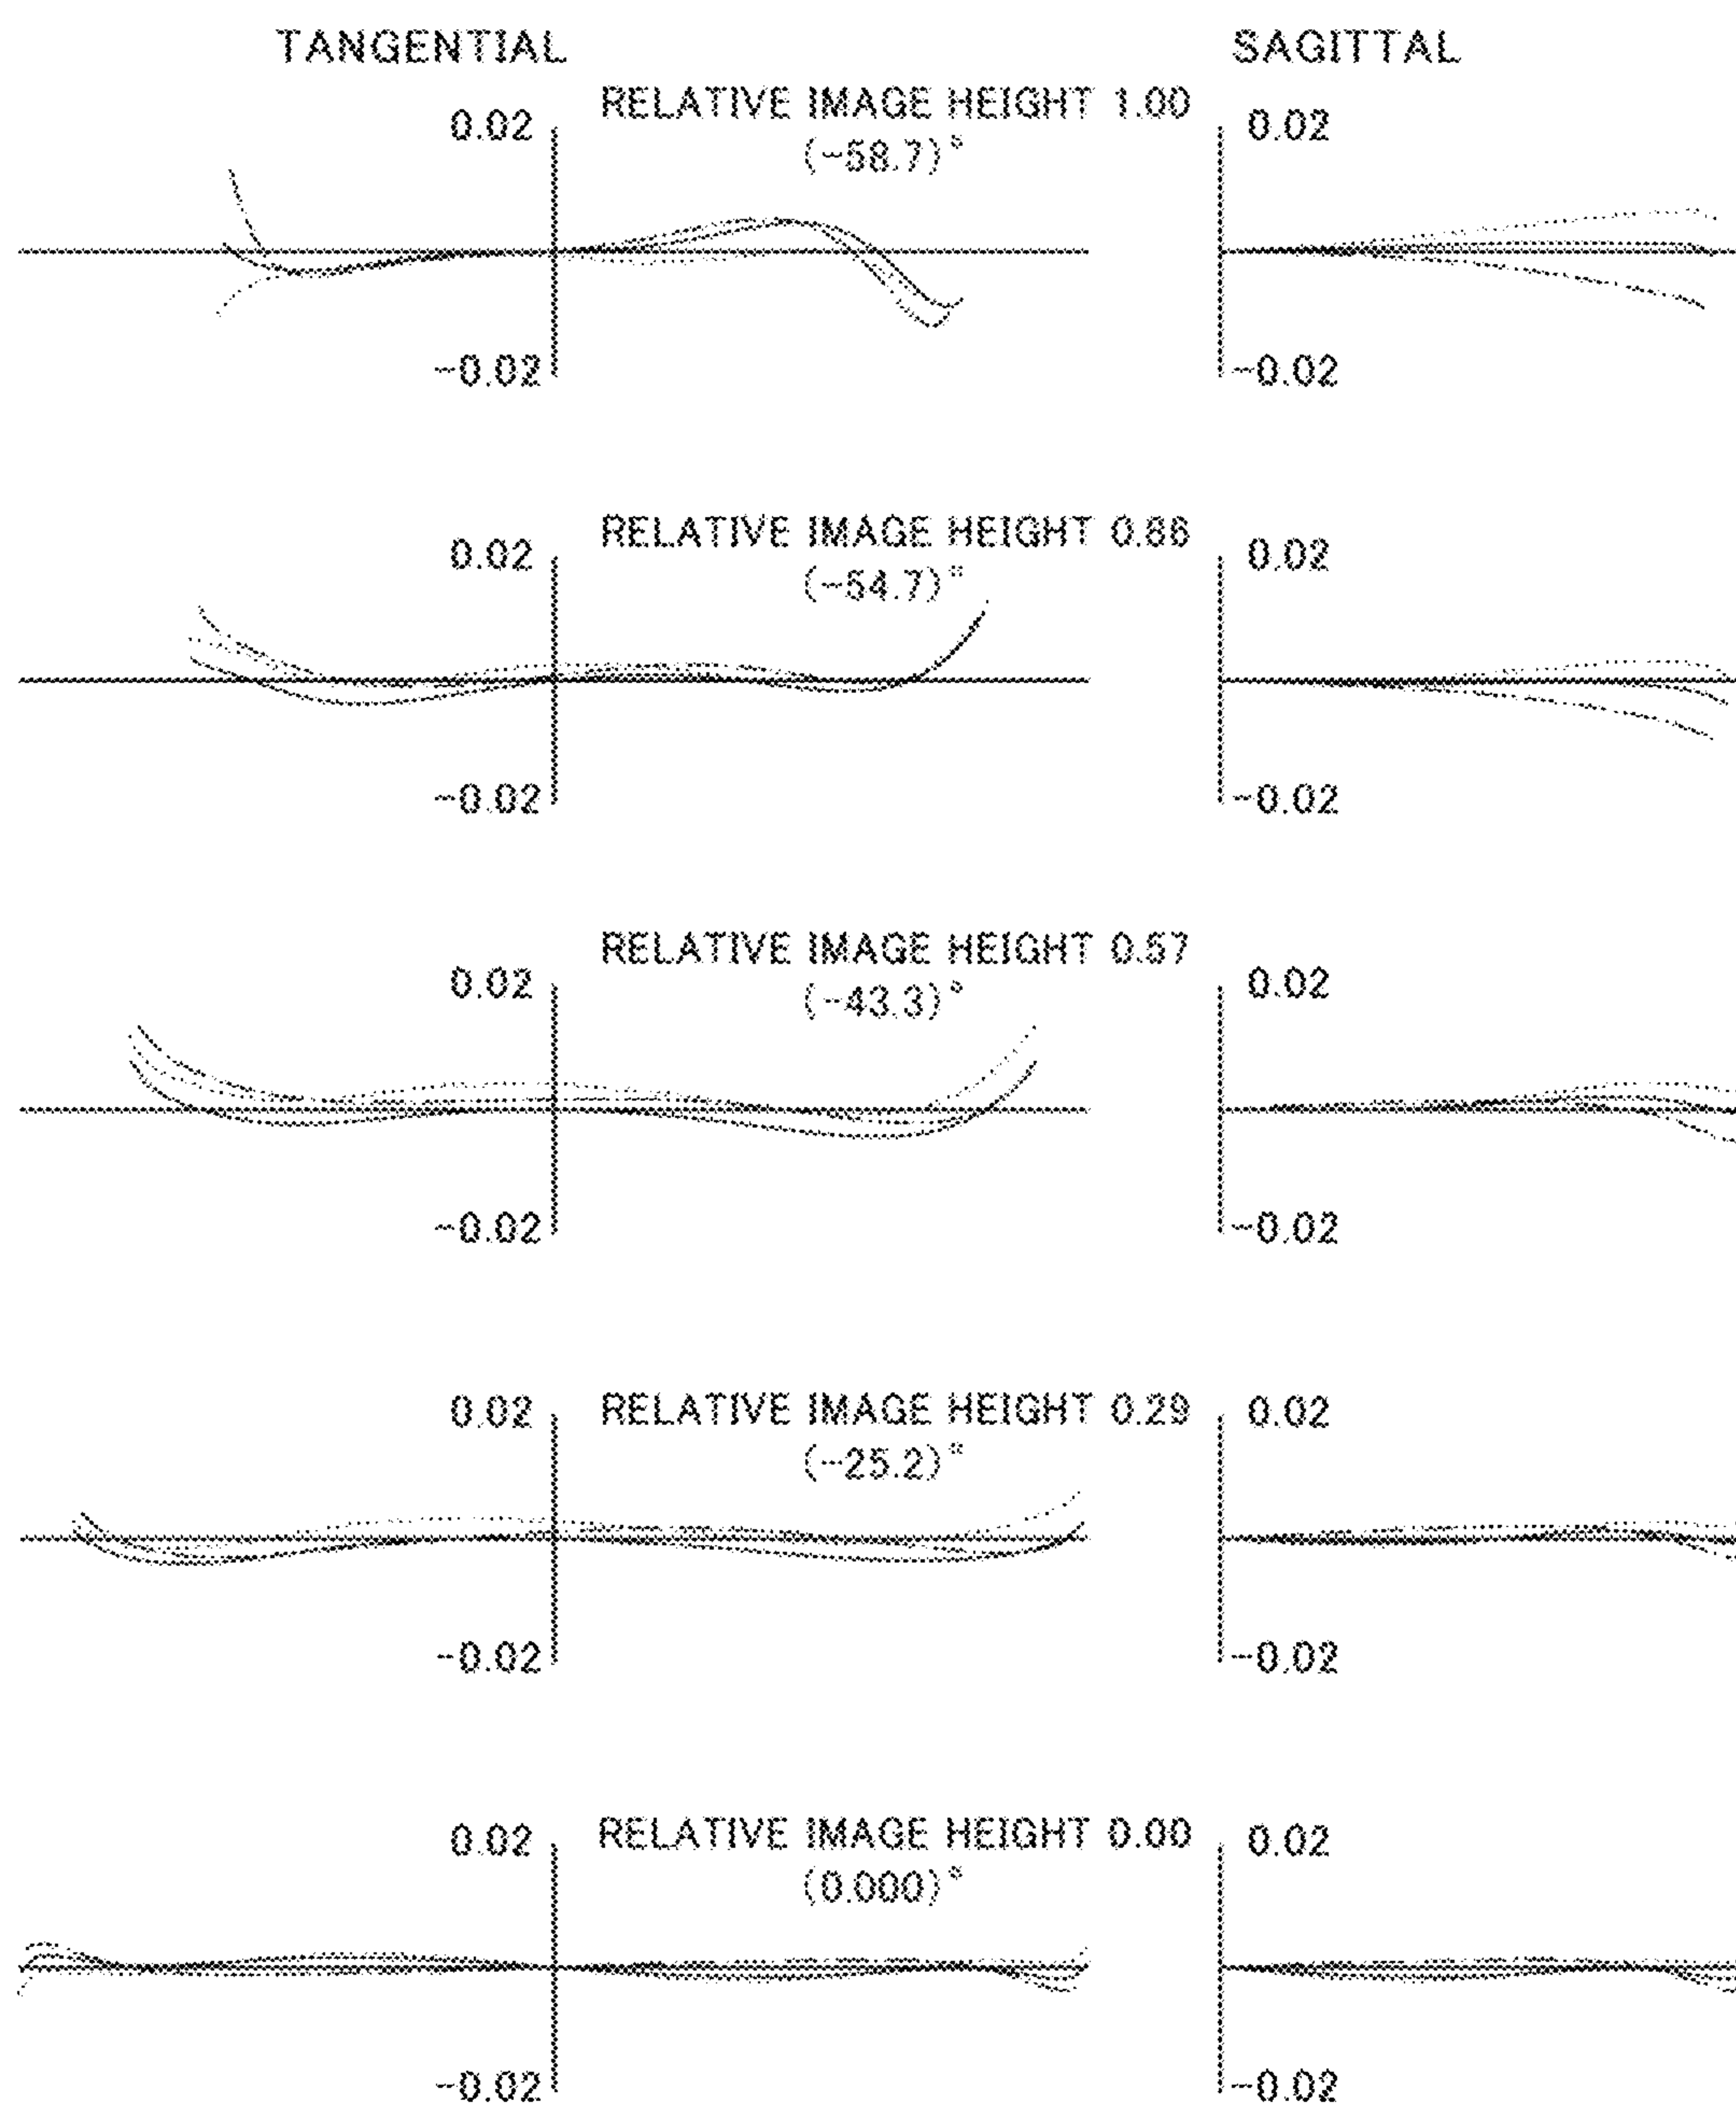 TANGENTIAL SAGITTAL
0.02 RELATIVE IMAGE HEIGHT 1.00 0.02
(-58.7)°
-0.02 -0.02
0.02 RELATIVE IMAGE HEIGHT 0.86 0.02
(-54.7)°
-0.02 -0.02
0.02 RELATIVE IMAGE HEIGHT 0.57 0.02
(-43.3)°
-0.02 -0.02
0.02 RELATIVE IMAGE HEIGHT 0.29 0.02
(-25.2)°
-0.02 -0.02
0.02 RELATIVE IMAGE HEIGHT 0.00 0.02
(0.000)°
-0.02 -0.02